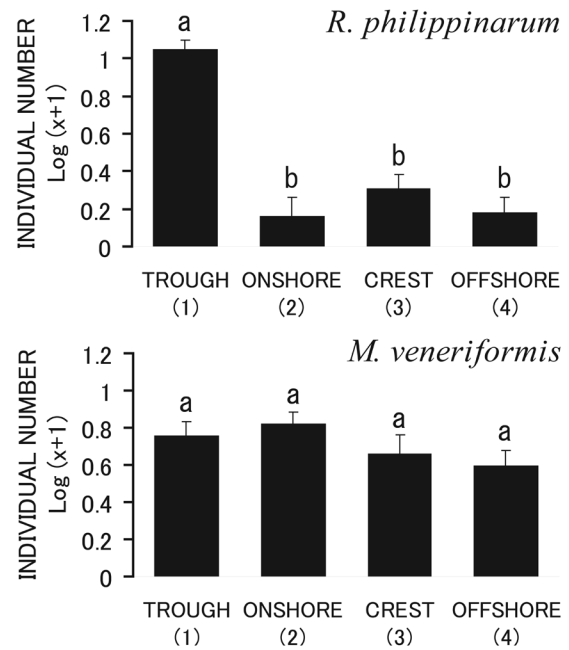 R. philippinarum
INDIVIDUAL NUMBER
Log (x+1)
1.2
1
0.8
0.6
0.4
0.2
0
a
b
b
b
TROUGH ONSHORE CREST OFFSHORE
(1) (2) (3) (4)
M. veneriformis
INDIVIDUAL NUMBER
Log (x+1)
1.2
1
0.8
0.6
0.4
0.2
0
a
a
a
a
TROUGH ONSHORE CREST OFFSHORE
(1) (2) (3) (4)